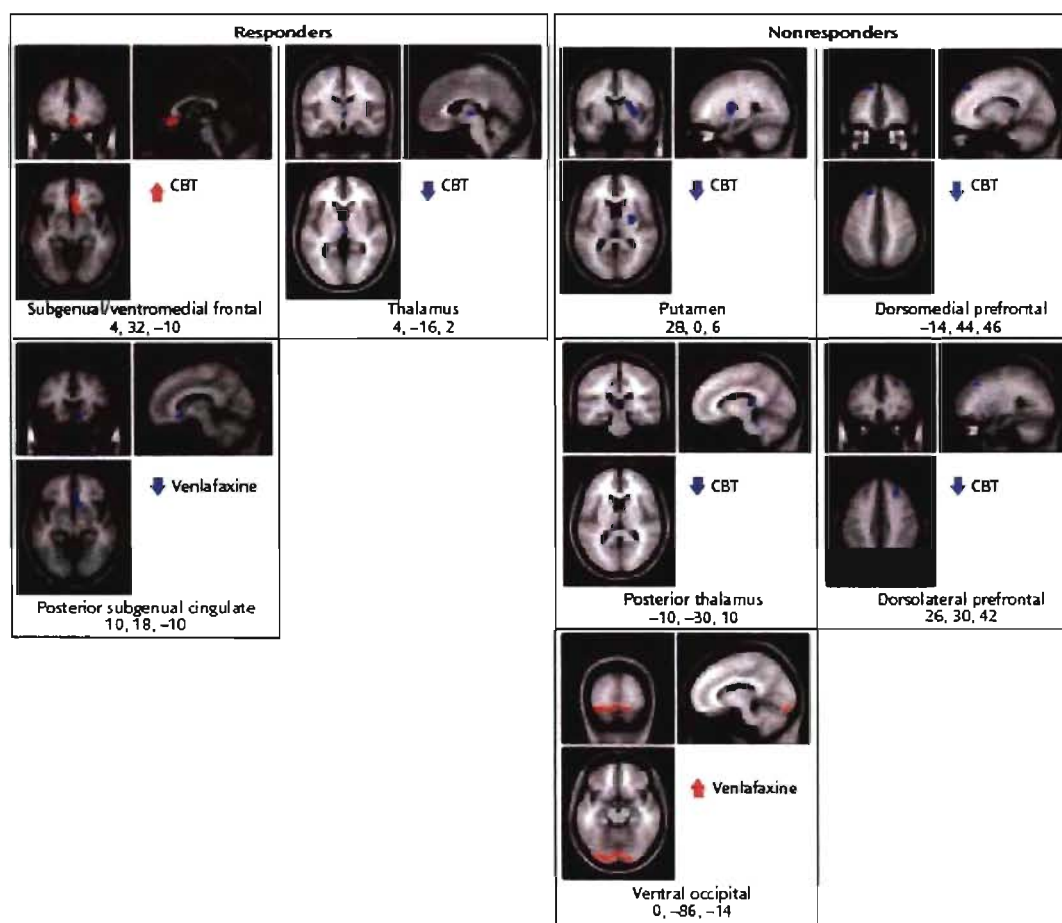 Responders
CBT
Subgenual/ventromedial frontal
4, 32, –10
CBT
Thalamus
4, –16, 2
Venlafaxine
Posterior subgenual cingulate
10, 18, –10
Nonresponders
CBT
Putamen
28, 0, 6
CBT
Dorsomedial prefrontal
–14, 44, 46
CBT
Posterior thalamus
–10, –30, 10
CBT
Dorsolateral prefrontal
26, 30, 42
Venlafaxine
Ventral occipital
0, –86, –14